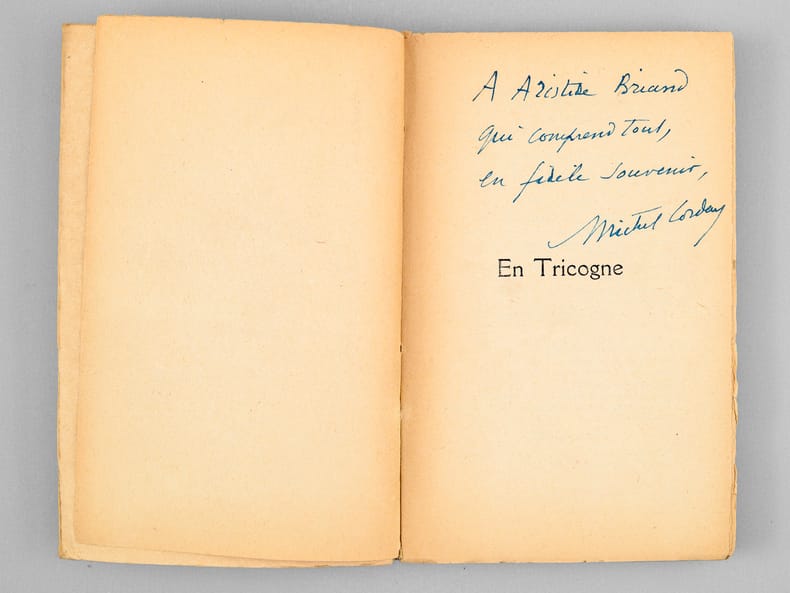 A Aristide Briand
qui comprend tout,
en fidèle souvenir,
Michel Corday
En Tricogne